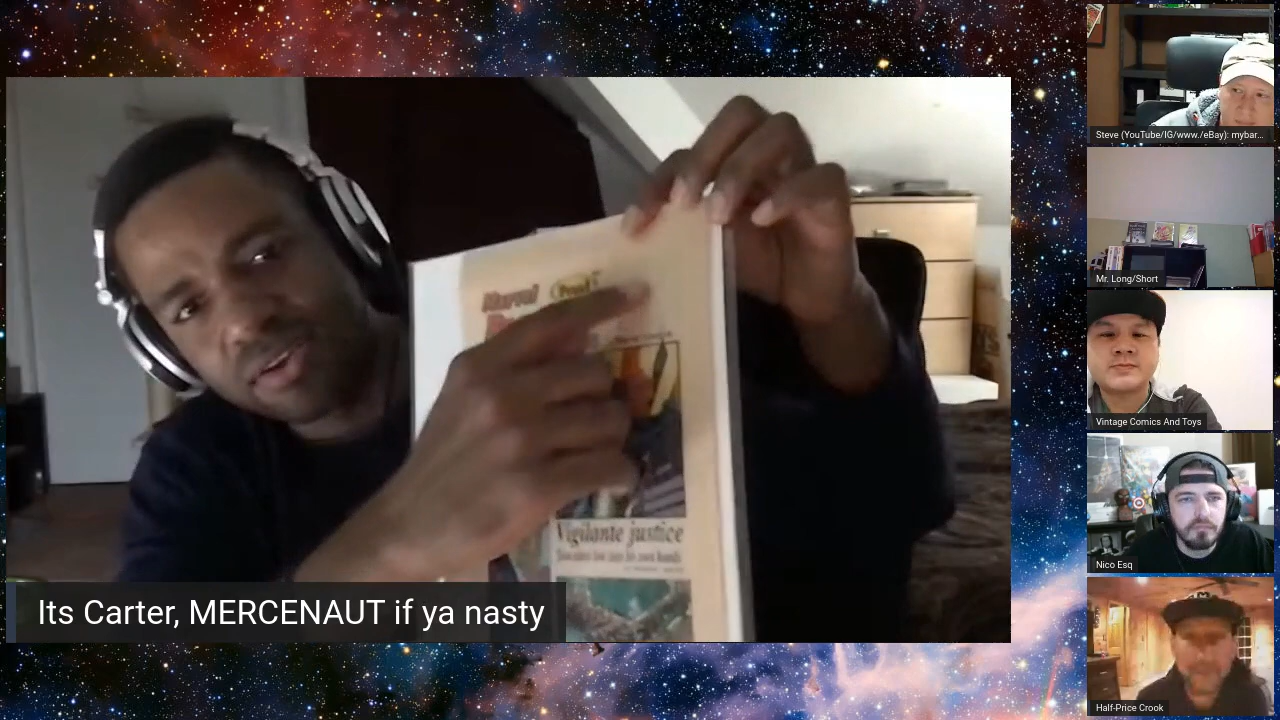 Marvel
Vigilante justice
Its Carter, MERCENAUT if ya nasty
Steve (YouTube/IG/www./eBay): mybar...
Mr. Long/Short
Vintage Comics And Toys
Nico Esq
Half-Price Crook